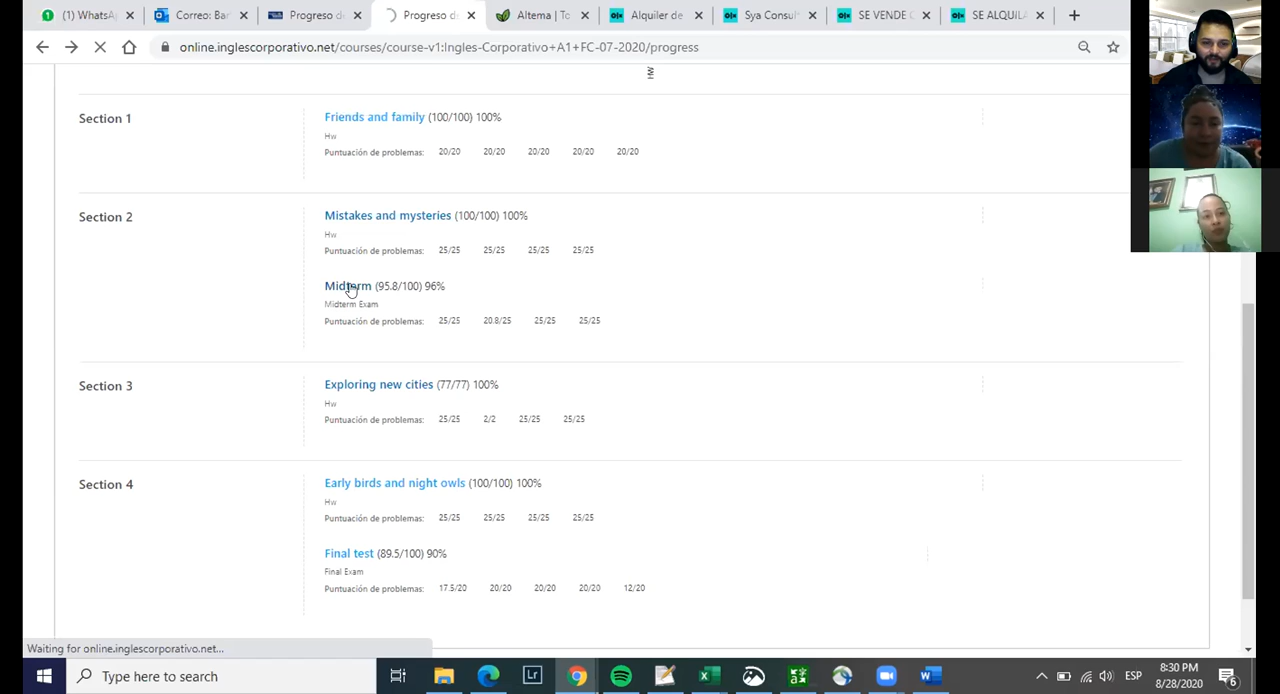 (1) WhatsA
Correo: Bar
Progreso de
Progreso de
Altema | To
Alquiler de
Sya Consul
SE VENDE
SE ALQUILA
online.inglescorporativo.net/courses/course-v1:Ingles-Corporativo+A1+FC-07-2020/progress
Section 1
Friends and family (100/100) 100%
Hw
Puntuación de problemas: 20/20 20/20 20/20 20/20 20/20
Section 2
Mistakes and mysteries (100/100) 100%
Hw
Puntuación de problemas: 25/25 25/25 25/25 25/25
Midterm (95.8/100) 96%
Midterm Exam
Puntuación de problemas: 25/25 20.8/25 25/25 25/25
Section 3
Exploring new cities (77/77) 100%
Hw
Puntuación de problemas: 25/25 2/2 25/25 25/25
Section 4
Early birds and night owls (100/100) 100%
Hw
Puntuación de problemas: 25/25 25/25 25/25 25/25
Final test (89.5/100) 90%
Final Exam
Puntuación de problemas: 17.5/20 20/20 20/20 20/20 12/20
Waiting for online.inglescorporativo.net...
Type here to search
Lr
ESP
8:30 PM
8/28/2020
6